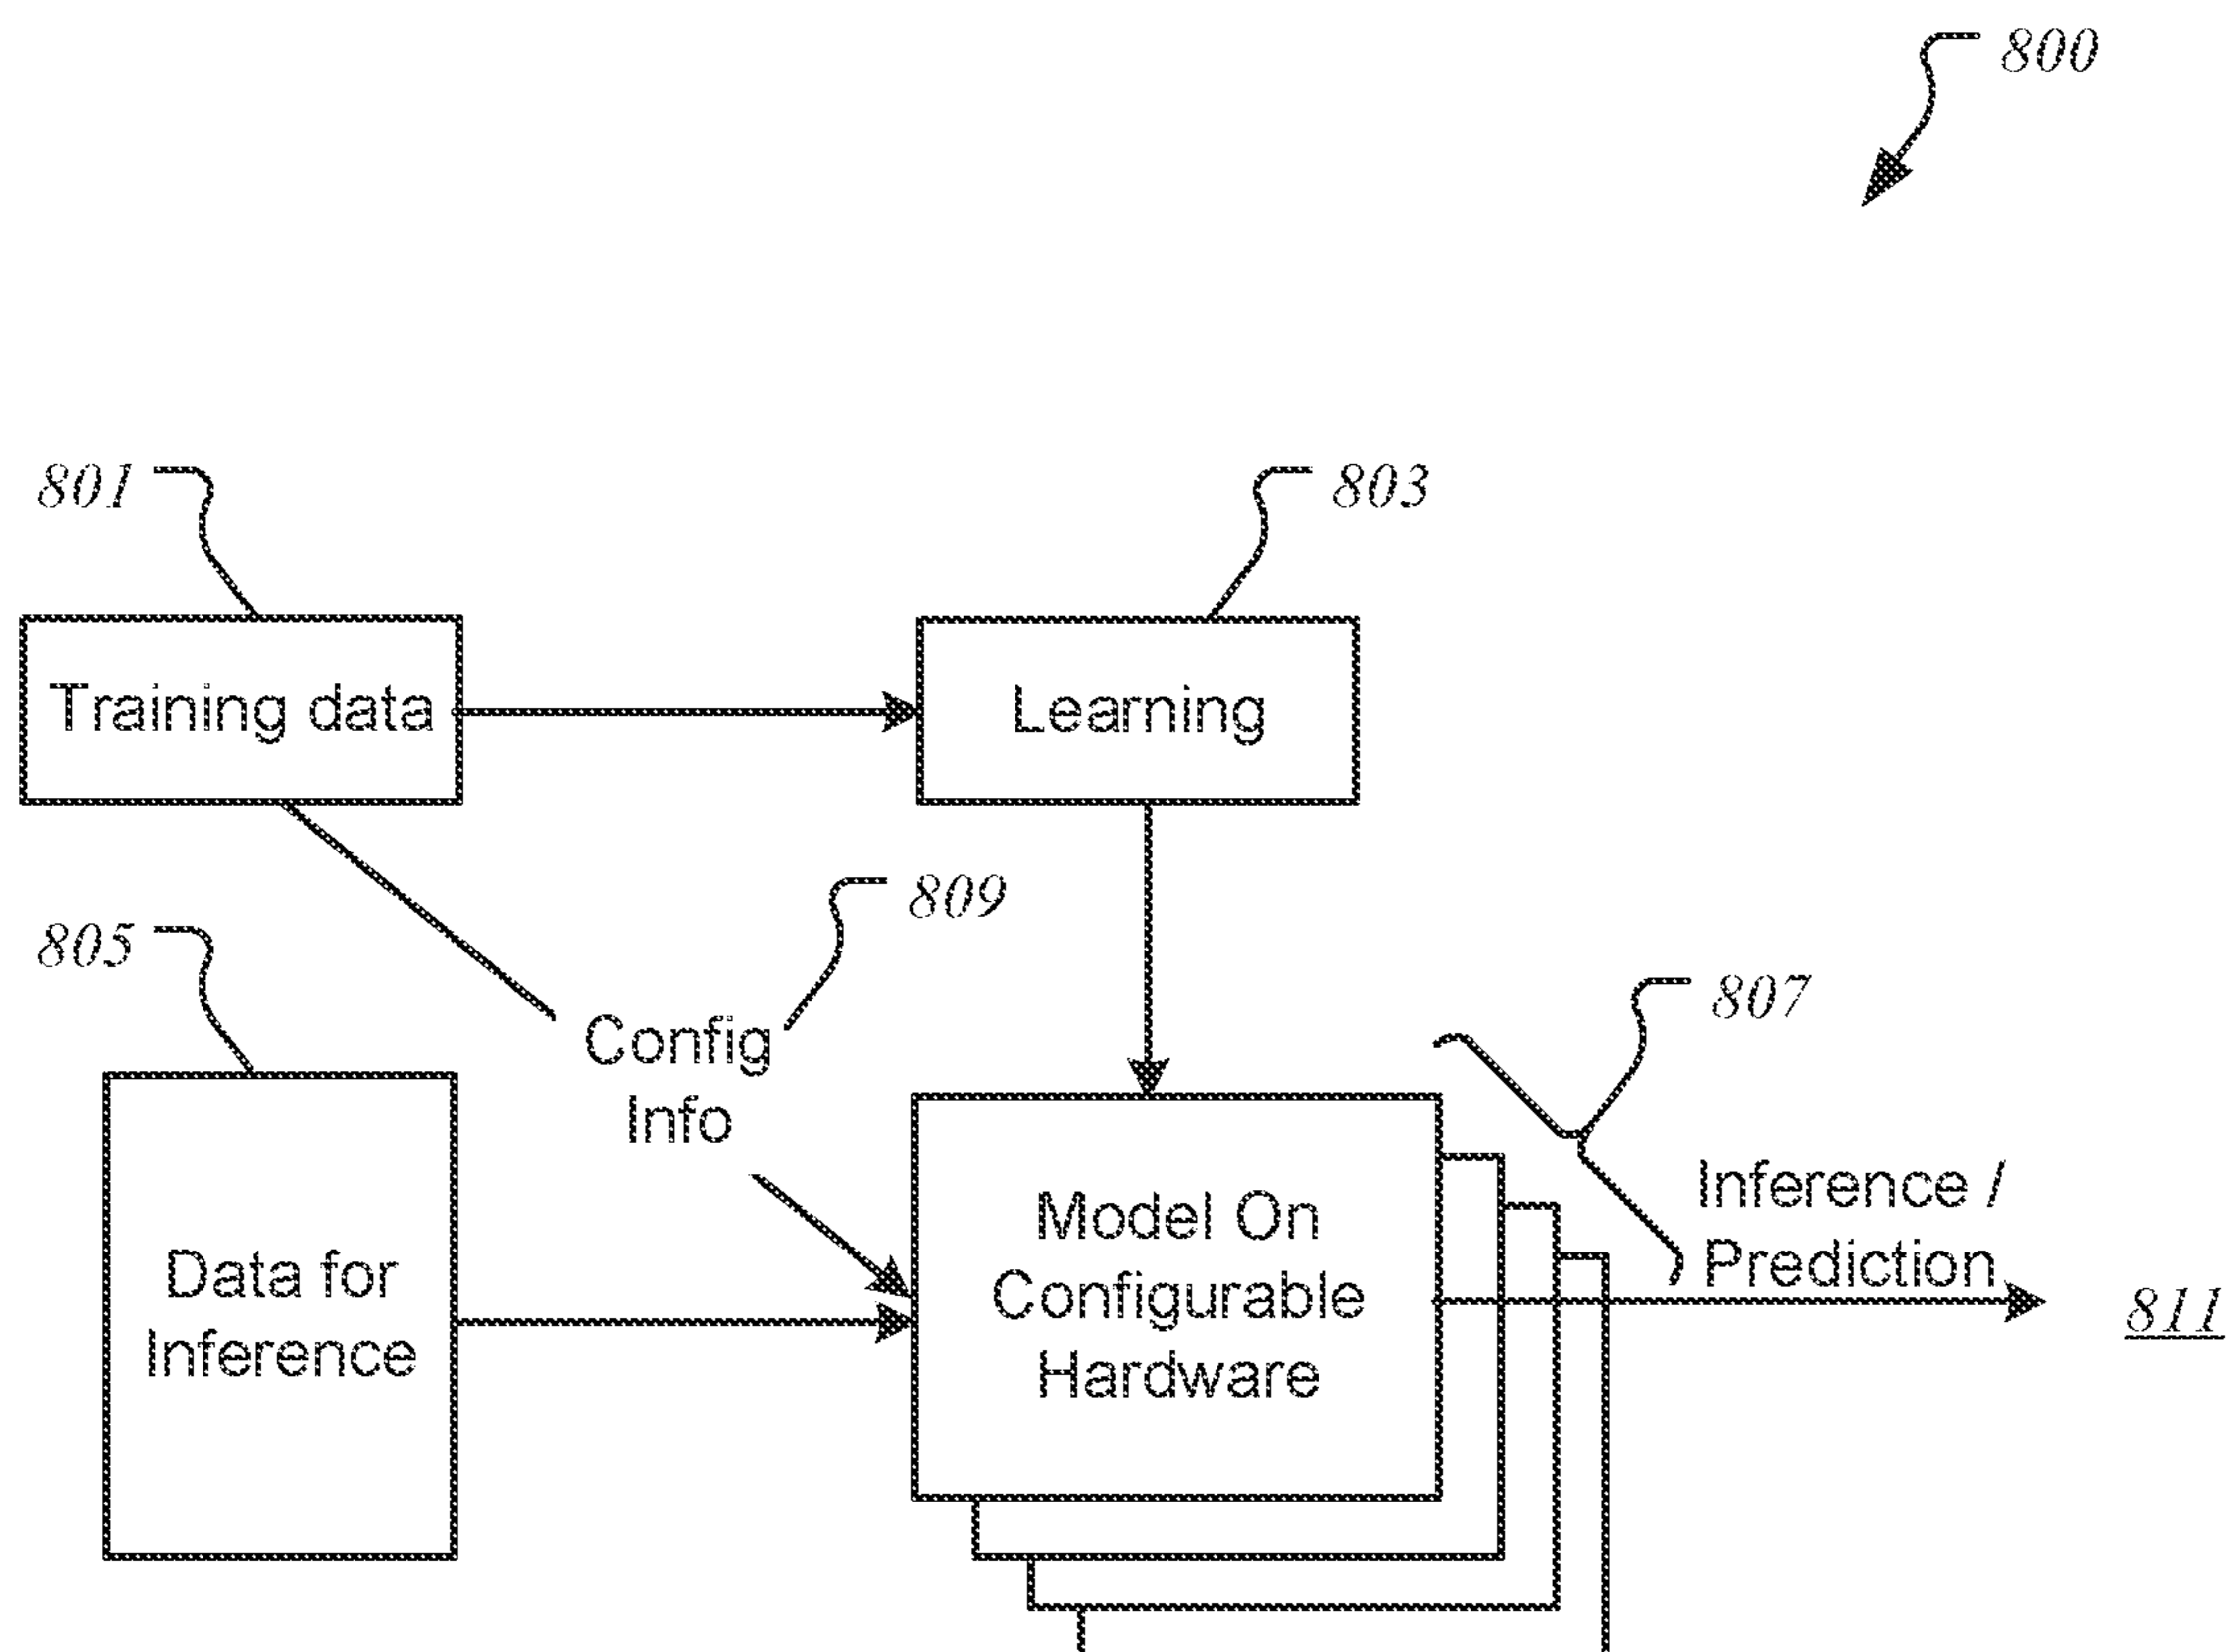 800
801
803
Training data
Learning
809
805
807
Config
Info
Data for
Inference
Model On
Configurable
Hardware
Inference /
Prediction
811